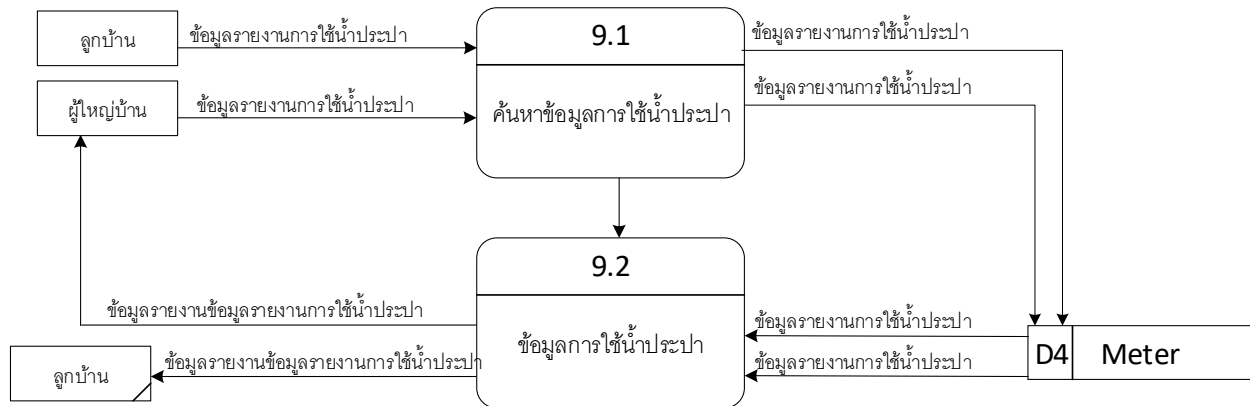 ลูกบ้าน
ข้อมูลรายงานการใช้น้ำประปา
9.1
ข้อมูลรายงานการใช้น้ำประปา
ผู้ใหญ่บ้าน
ข้อมูลรายงานการใช้น้ำประปา
ค้นหาข้อมูลการใช้น้ำประปา
ข้อมูลรายงานการใช้น้ำประปา
9.2
ข้อมูลรายงานข้อมูลรายงานการใช้น้ำประปา
ข้อมูลการใช้น้ำประปา
ข้อมูลรายงานการใช้น้ำประปา
ลูกบ้าน
ข้อมูลรายงานข้อมูลรายงานการใช้น้ำประปา
ข้อมูลรายงานการใช้น้ำประปา
D4
Meter